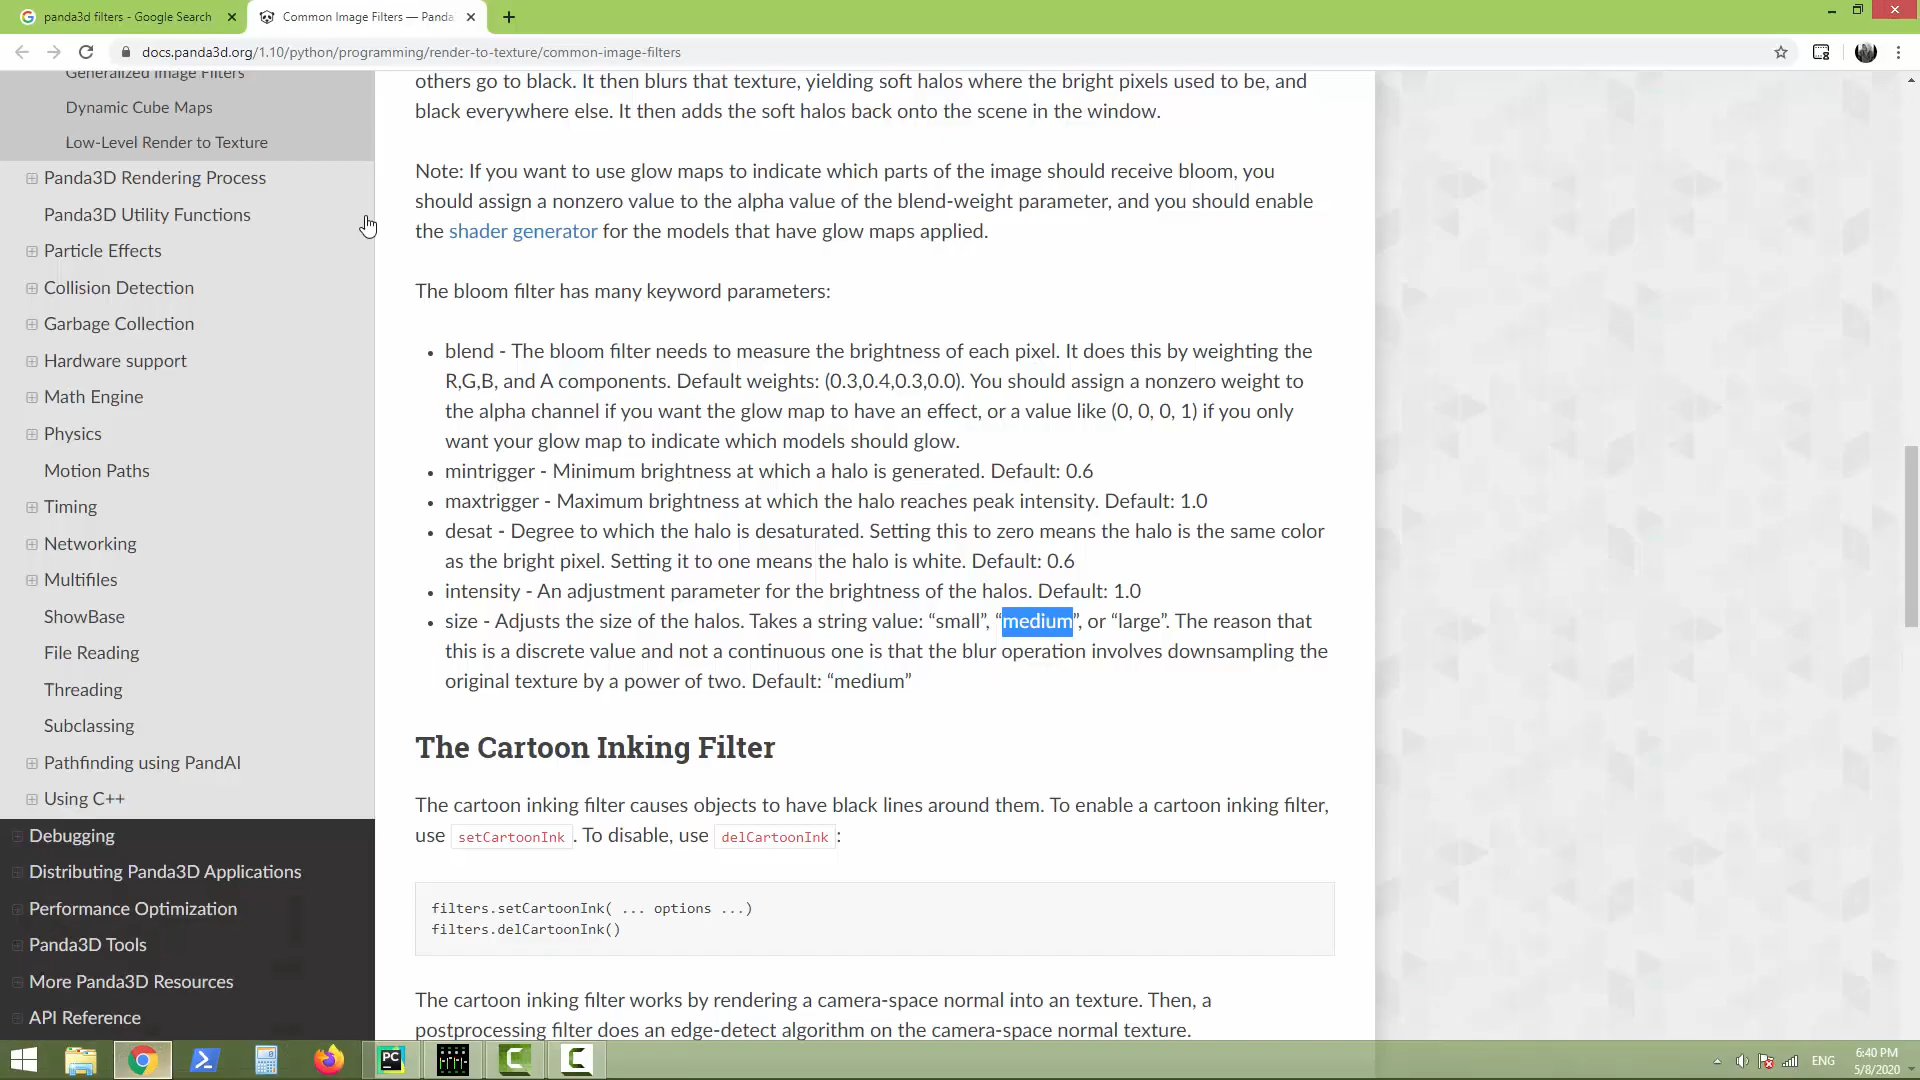 panda3d filters - Google Search
Common Image Filters — Panda
docs.panda3d.org/1.10/python/programming/render-to-texture/common-image-filters
Generalized Image Filters
Dynamic Cube Maps
Low-Level Render to Texture
Panda3D Rendering Process
Panda3D Utility Functions
Particle Effects
Collision Detection
Garbage Collection
Hardware support
Math Engine
Physics
Motion Paths
Timing
Networking
Multifiles
ShowBase
File Reading
Threading
Subclassing
Pathfinding using PandAI
Using C++
Debugging
Distributing Panda3D Applications
Performance Optimization
Panda3D Tools
More Panda3D Resources
API Reference
others go to black. It then blurs that texture, yielding soft halos where the bright pixels used to be, and
black everywhere else. It then adds the soft halos back onto the scene in the window.
Note: If you want to use glow maps to indicate which parts of the image should receive bloom, you
should assign a nonzero value to the alpha value of the blend-weight parameter, and you should enable
the shader generator for the models that have glow maps applied.
The bloom filter has many keyword parameters:
• blend - The bloom filter needs to measure the brightness of each pixel. It does this by weighting the
R,G,B, and A components. Default weights: (0.3,0.4,0.3,0.0). You should assign a nonzero weight to
the alpha channel if you want the glow map to have an effect, or a value like (0, 0, 0, 1) if you only
want your glow map to indicate which models should glow.
• mintrigger - Minimum brightness at which a halo is generated. Default: 0.6
• maxtrigger - Maximum brightness at which the halo reaches peak intensity. Default: 1.0
• desat - Degree to which the halo is desaturated. Setting this to zero means the halo is the same color
as the bright pixel. Setting it to one means the halo is white. Default: 0.6
• intensity - An adjustment parameter for the brightness of the halos. Default: 1.0
• size - Adjusts the size of the halos. Takes a string value: “small”, “medium”, or “large”. The reason that
this is a discrete value and not a continuous one is that the blur operation involves downsampling the
original texture by a power of two. Default: “medium”
The Cartoon Inking Filter
The cartoon inking filter causes objects to have black lines around them. To enable a cartoon inking filter,
use setCartoonInk. To disable, use delCartoonInk:
filters.setCartoonInk( ... options ...)
filters.delCartoonInk()
The cartoon inking filter works by rendering a camera-space normal into an texture. Then, a
postprocessing filter does an edge-detect algorithm on the camera-space normal texture.
PC
ENG
6:40 PM
5/8/2020